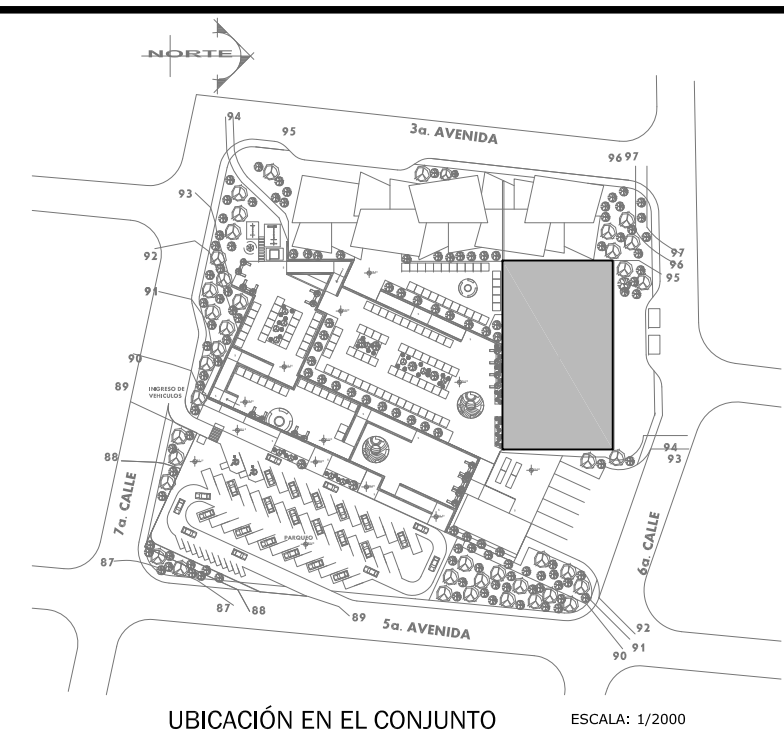 NORTE
94
95
3a. AVENIDA
96 97
93
92
97
96
95
91
90
89
INGRESO DE
VEHICULOS
94
93
88
7a. CALLE
PARQUEO
6a. CALLE
87
87
88
89
5a. AVENIDA
92
91
90
UBICACIÓN EN EL CONJUNTO
ESCALA: 1/2000